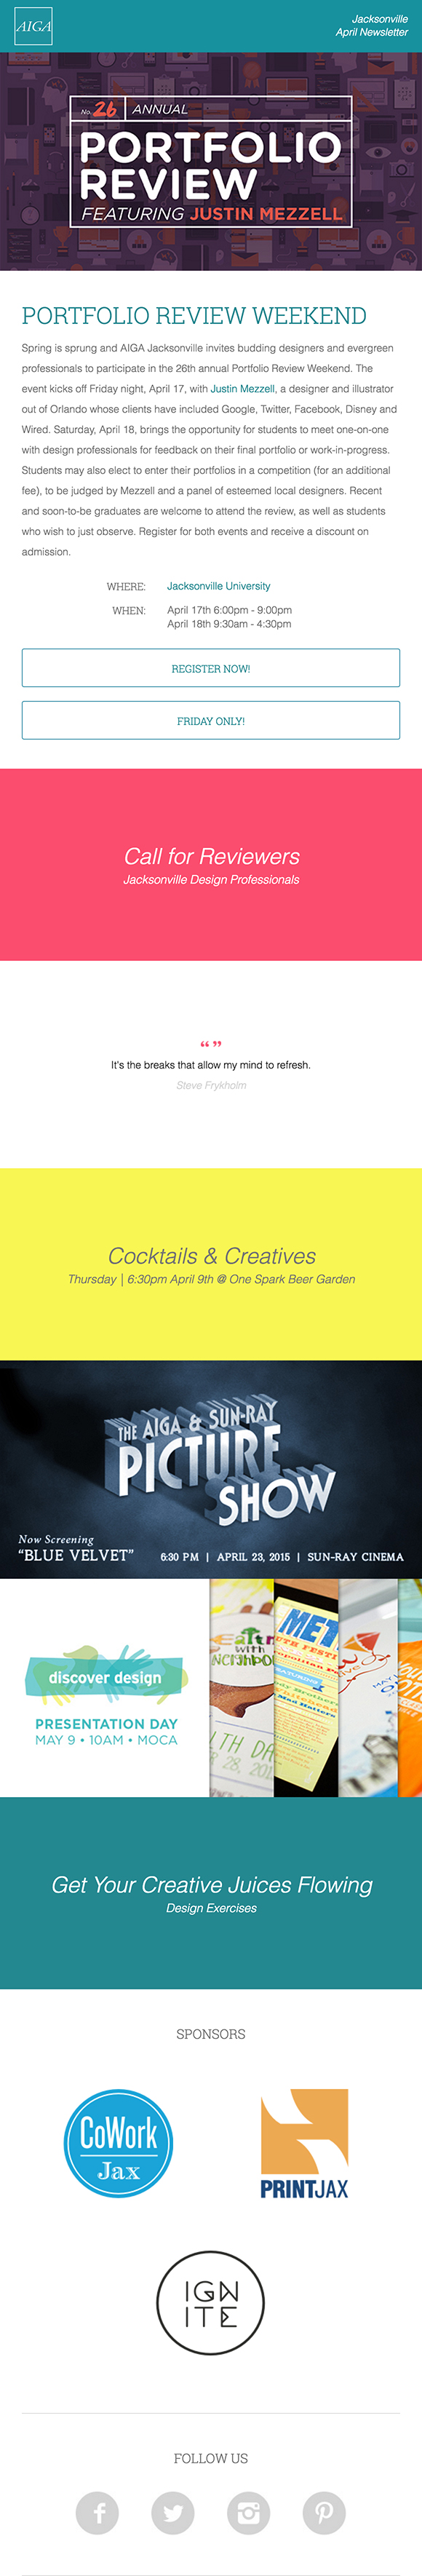 AIGA
Jacksonville
April Newsletter
No. 26 ANNUAL
PORTFOLIO
REVIEW
FEATURING JUSTIN MEZZELL
PORTFOLIO REVIEW WEEKEND
Spring is sprung and AIGA Jacksonville invites budding designers and evergreen
professionals to participate in the 26th annual Portfolio Review Weekend. The
event kicks off Friday night, April 17, with Justin Mezzell, a designer and illustrator
out of Orlando whose clients have included Google, Twitter, Facebook, Disney and
Wired. Saturday, April 18, brings the opportunity for students to meet one-on-one
with design professionals for feedback on their final portfolio or work-in-progress.
Students may also elect to enter their portfolios in a competition (for an additional
fee), to be judged by Mezzell and a panel of esteemed local designers. Recent
and soon-to-be graduates are welcome to attend the review, as well as students
who wish to just observe. Register for both events and receive a discount on
admission.
WHERE: Jacksonville University
WHEN: April 17th 6:00pm - 9:00pm
April 18th 9:30am - 4:30pm
REGISTER NOW!
FRIDAY ONLY!
Call for Reviewers
Jacksonville Design Professionals
“ ”
It's the breaks that allow my mind to refresh.
Steve Frykholm
Cocktails & Creatives
Thursday | 6:30pm April 9th @ One Spark Beer Garden
THE AIGA & SUN-RAY
PICTURE
SHOW
Now Screening
“BLUE VELVET” 6:30 PM | APRIL 23, 2015 | SUN-RAY CINEMA
discover design
PRESENTATION DAY
MAY 9 • 10AM • MOCA
with
MET
Get Your Creative Juices Flowing
Design Exercises
SPONSORS
CoWork
Jax
PRINTJAX
IGN
ITE
FOLLOW US